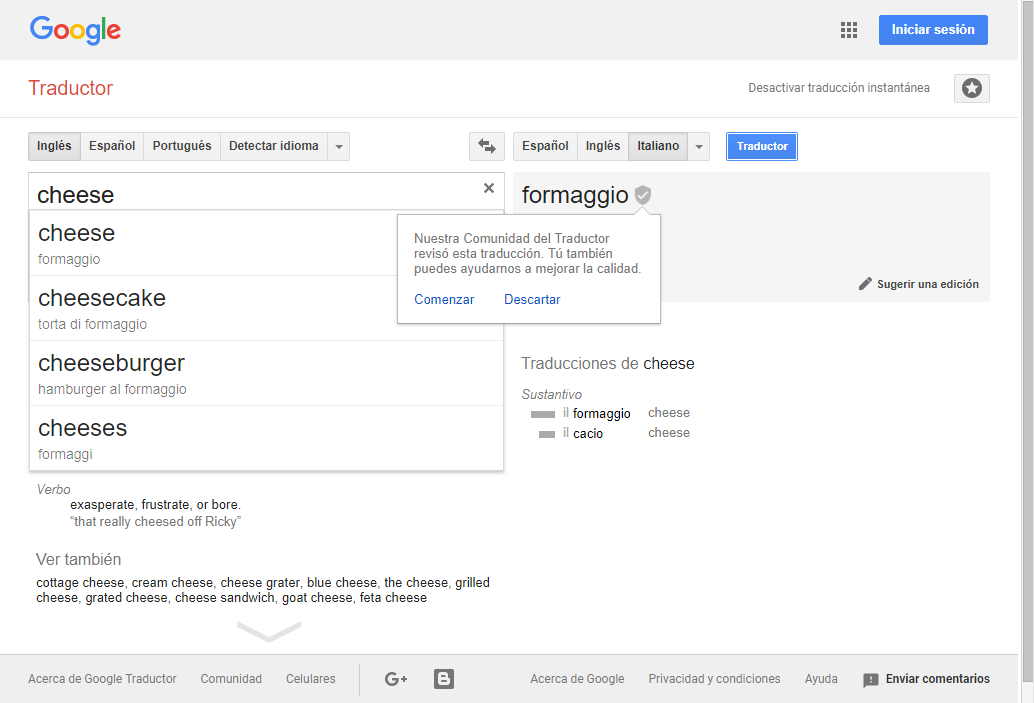 Google
Iniciar sesión
Traductor
Desactivar traducción instantánea
Inglés Español Portugués Detectar idioma
Español Inglés Italiano Traductor
cheese
formaggio
cheese
formaggio
cheesecake
torta di formaggio
cheeseburger
hamburger al formaggio
cheeses
formaggi
Nuestra Comunidad del Traductor
revisó esta traducción. Tú también
puedes ayudarnos a mejorar la calidad.
Comenzar Descartar
Sugerir una edición
Traducciones de cheese
Sustantivo
il formaggio cheese
il cacio cheese
Verbo
exasperate, frustrate, or bore.
“that really cheesed off Ricky”
Ver también
cottage cheese, cream cheese, cheese grater, blue cheese, the cheese, grilled
cheese, grated cheese, cheese sandwich, goat cheese, feta cheese
Acerca de Google Traductor Comunidad Celulares G+ B Acerca de Google Privacidad y condiciones Ayuda Enviar comentarios